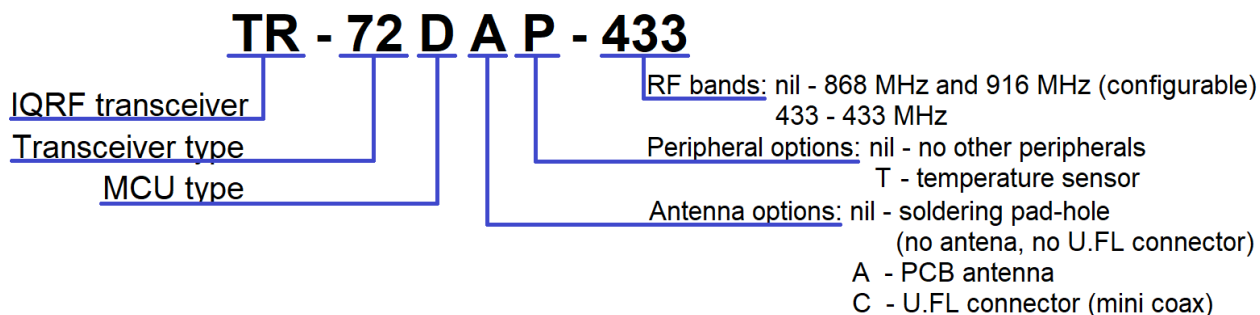 TR - 72 D A P - 433
RF bands: nil - 868 MHz and 916 MHz (configurable)
433 - 433 MHz
IQRF transceiver
Transceiver type
MCU type
Peripheral options: nil - no other peripherals
T - temperature sensor
Antenna options: nil - soldering pad-hole
(no antena, no U.FL connector)
A - PCB antenna
C - U.FL connector (mini coax)